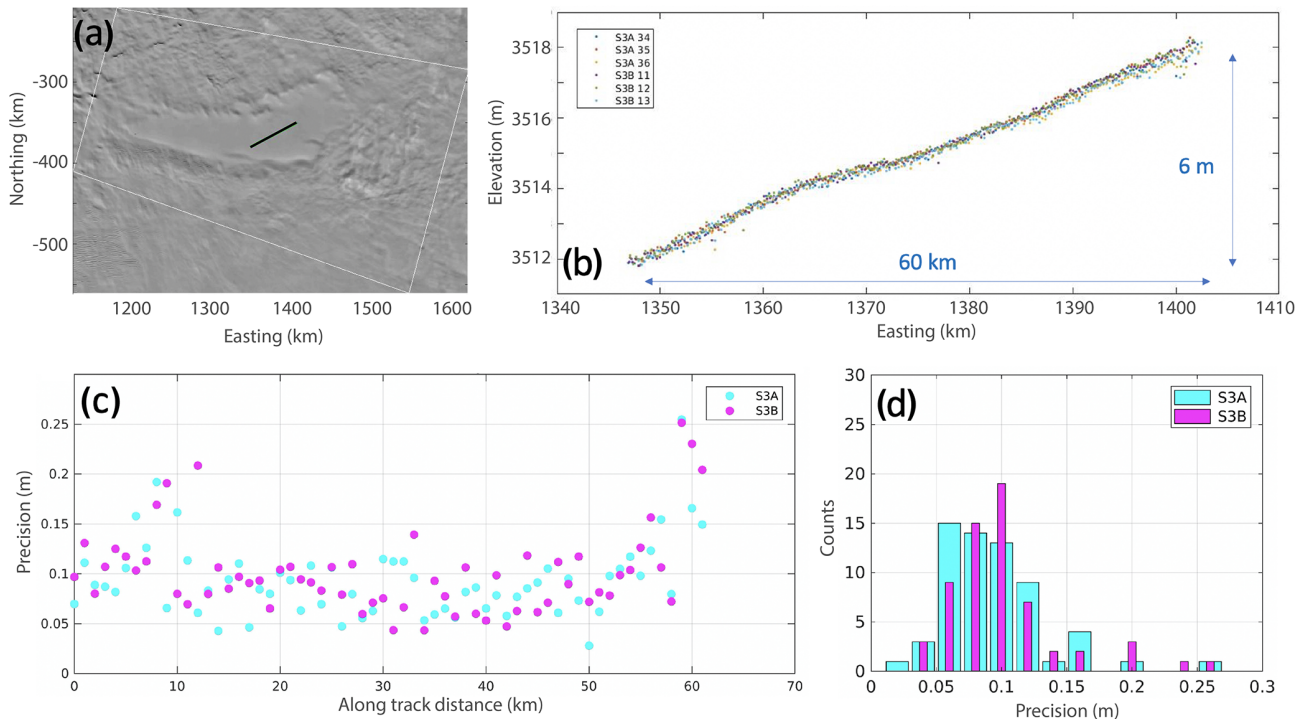 (a)
Northing (km)
-300
-400
-500
1200 1300 1400 1500 1600
Easting (km)
(b)
Elevation (m)
3518
3516
3514
3512
S3A 34
S3A 35
S3A 36
S3B 11
S3B 12
S3B 13
6 m
60 km
1340 1350 1360 1370 1380 1390 1400 1410
Easting (km)
(c)
Precision (m)
0.25
0.2
0.15
0.1
0.05
0
S3A
S3B
0 10 20 30 40 50 60 70
Along track distance (km)
(d)
Counts
30
25
20
15
10
5
0
S3A
S3B
0 0.05 0.1 0.15 0.2 0.25 0.3
Precision (m)